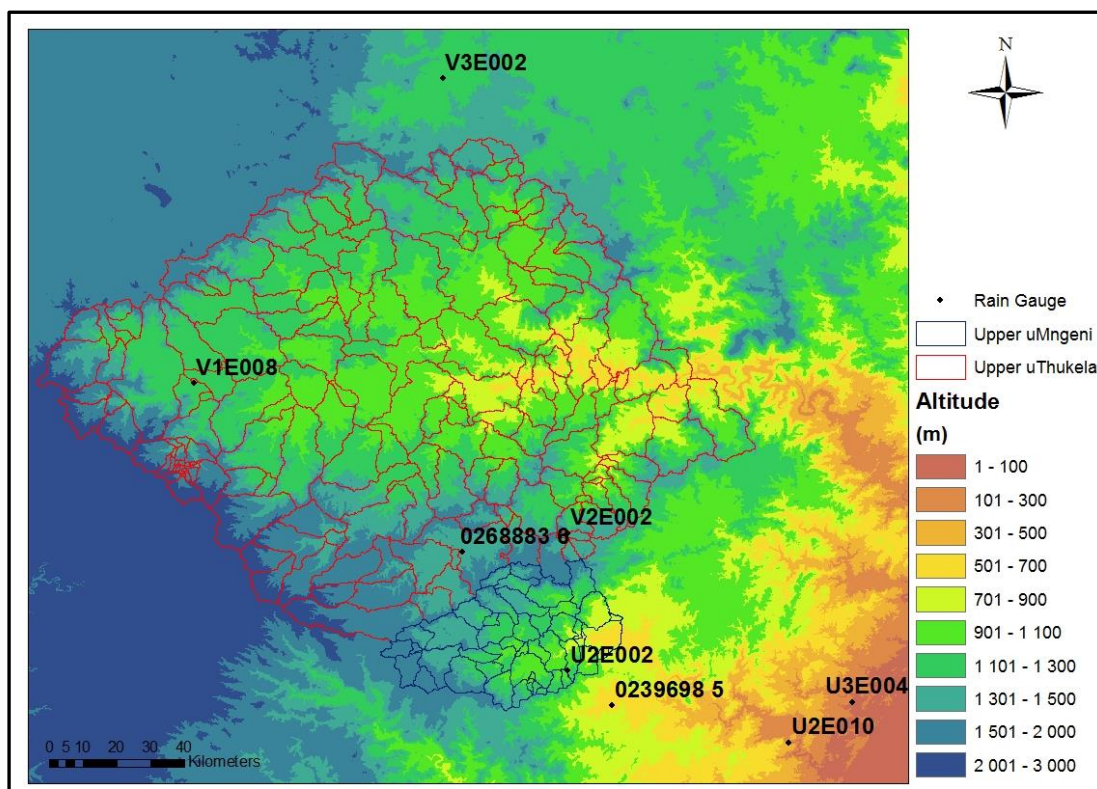 V3E002
N
V1E008
V2E002
0268883 6
U2E002
0239698 5
U3E004
U2E010
0 5 10 20 30 40
Kilometers
Rain Gauge
Upper uMngeni
Upper uThukela
Altitude
(m)
1 - 100
101 - 300
301 - 500
501 - 700
701 - 900
901 - 1 100
1 101 - 1 300
1 301 - 1 500
1 501 - 2 000
2 001 - 3 000